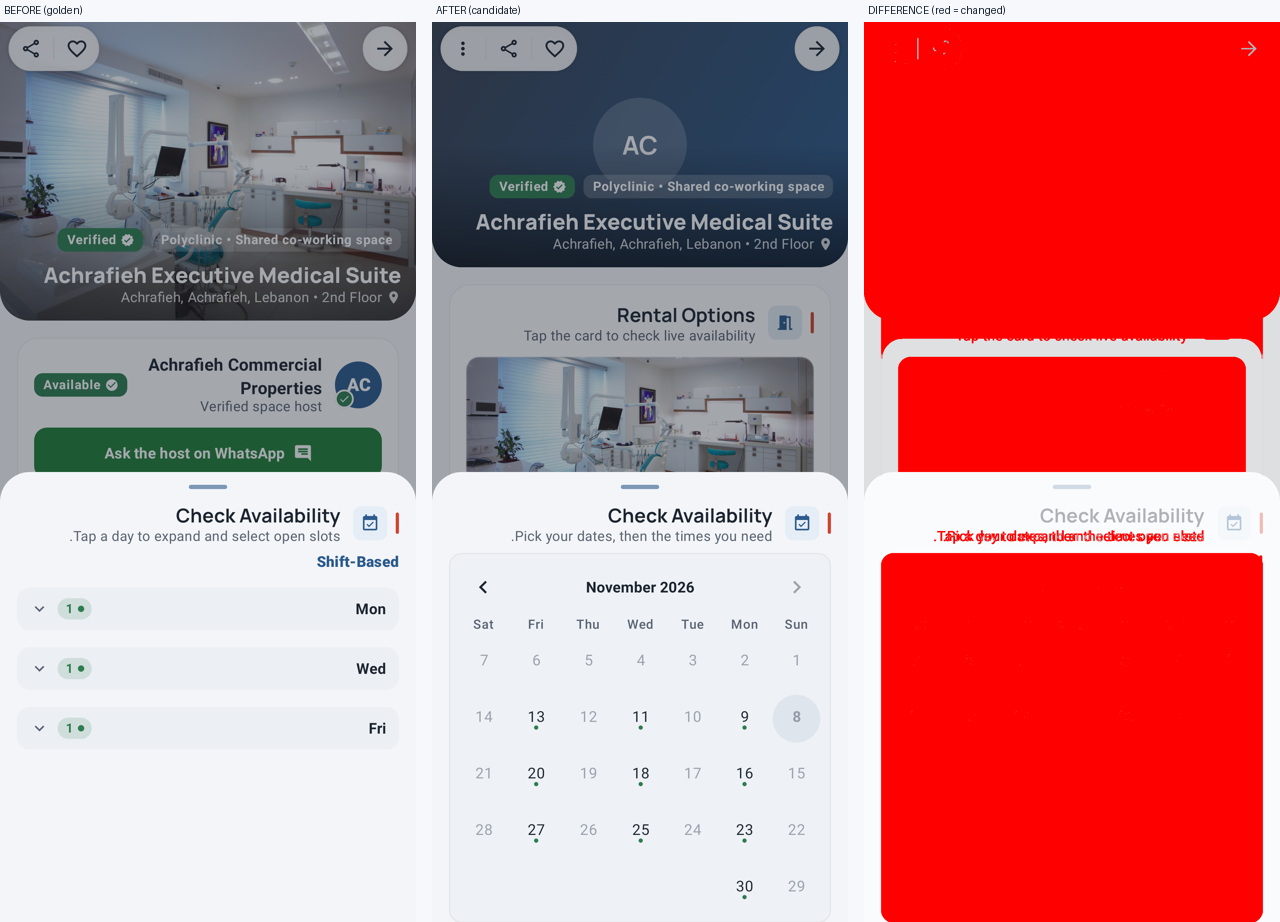 BEFORE (golden)
Verified
Polyclinic • Shared co-working space
Achrafieh Executive Medical Suite
Achrafieh, Achrafieh, Lebanon • 2nd Floor
Available
Achrafieh Commercial
Properties
Verified space host
AC
Ask the host on WhatsApp
Check Availability
.Tap a day to expand and select open slots
Shift-Based
1 Mon
1 Wed
1 Fri
AFTER (candidate)
AC
Verified
Polyclinic • Shared co-working space
Achrafieh Executive Medical Suite
Achrafieh, Achrafieh, Lebanon • 2nd Floor
Rental Options
Tap the card to check live availability
Check Availability
.Pick your dates, then the times you need
November 2026
Sat Fri Thu Wed Tue Mon Sun
7 6 5 4 3 2 1
14 13 12 11 10 9 8
21 20 19 18 17 16 15
28 27 26 25 24 23 22
30 29
DIFFERENCE (red = changed)
Tap the card to check live availability
Check Availability